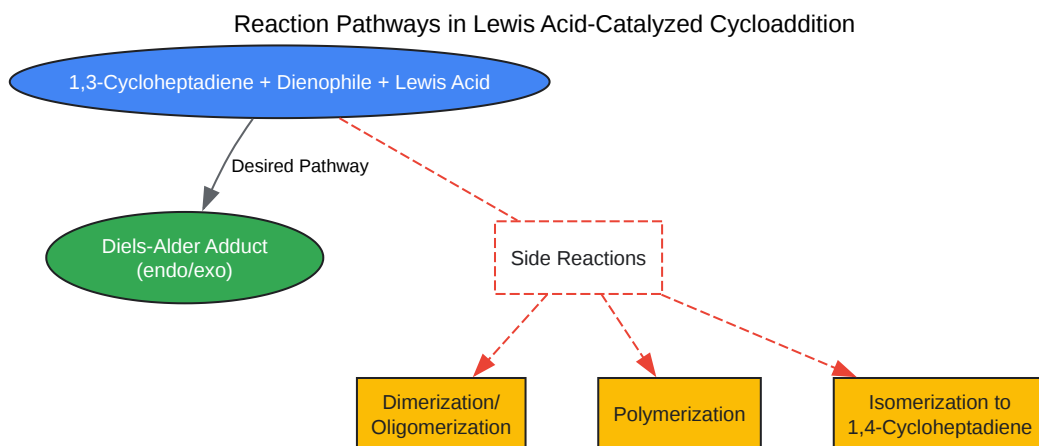 Reaction Pathways in Lewis Acid-Catalyzed Cycloaddition
1,3-Cycloheptadiene + Dienophile + Lewis Acid
Desired Pathway
Diels-Alder Adduct
(endo/exo)
Side Reactions
Dimerization/
Oligomerization
Polymerization
Isomerization to
1,4-Cycloheptadiene